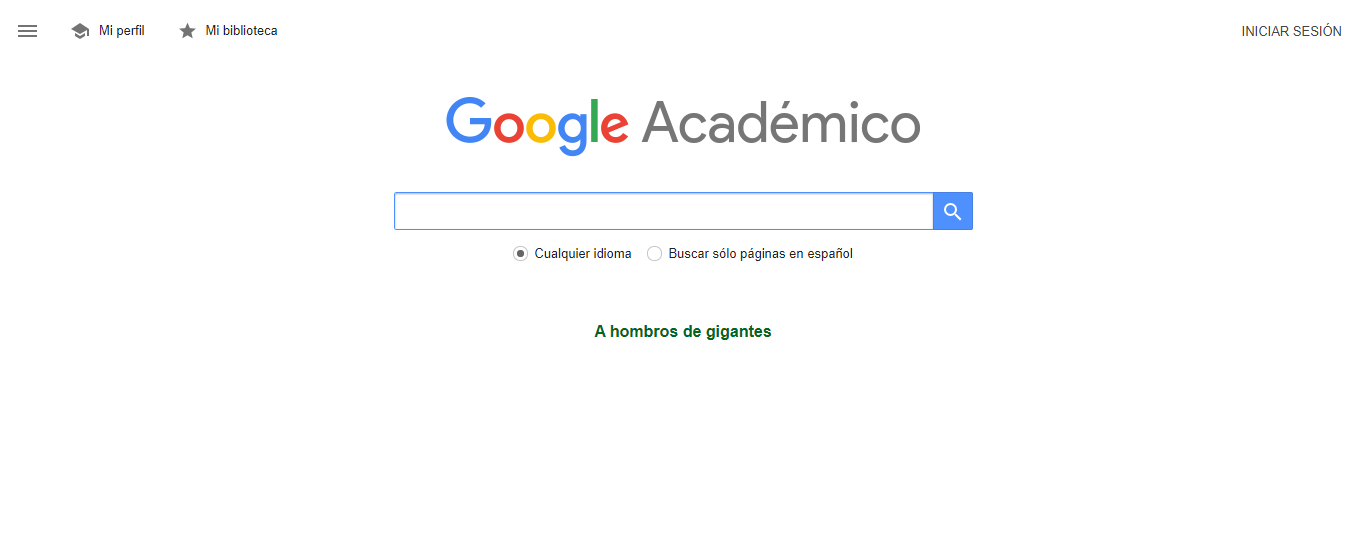 Mi perfil
Mi biblioteca
INICIAR SESIÓN
Google Académico
Cualquier idioma
Buscar sólo páginas en español
A hombros de gigantes